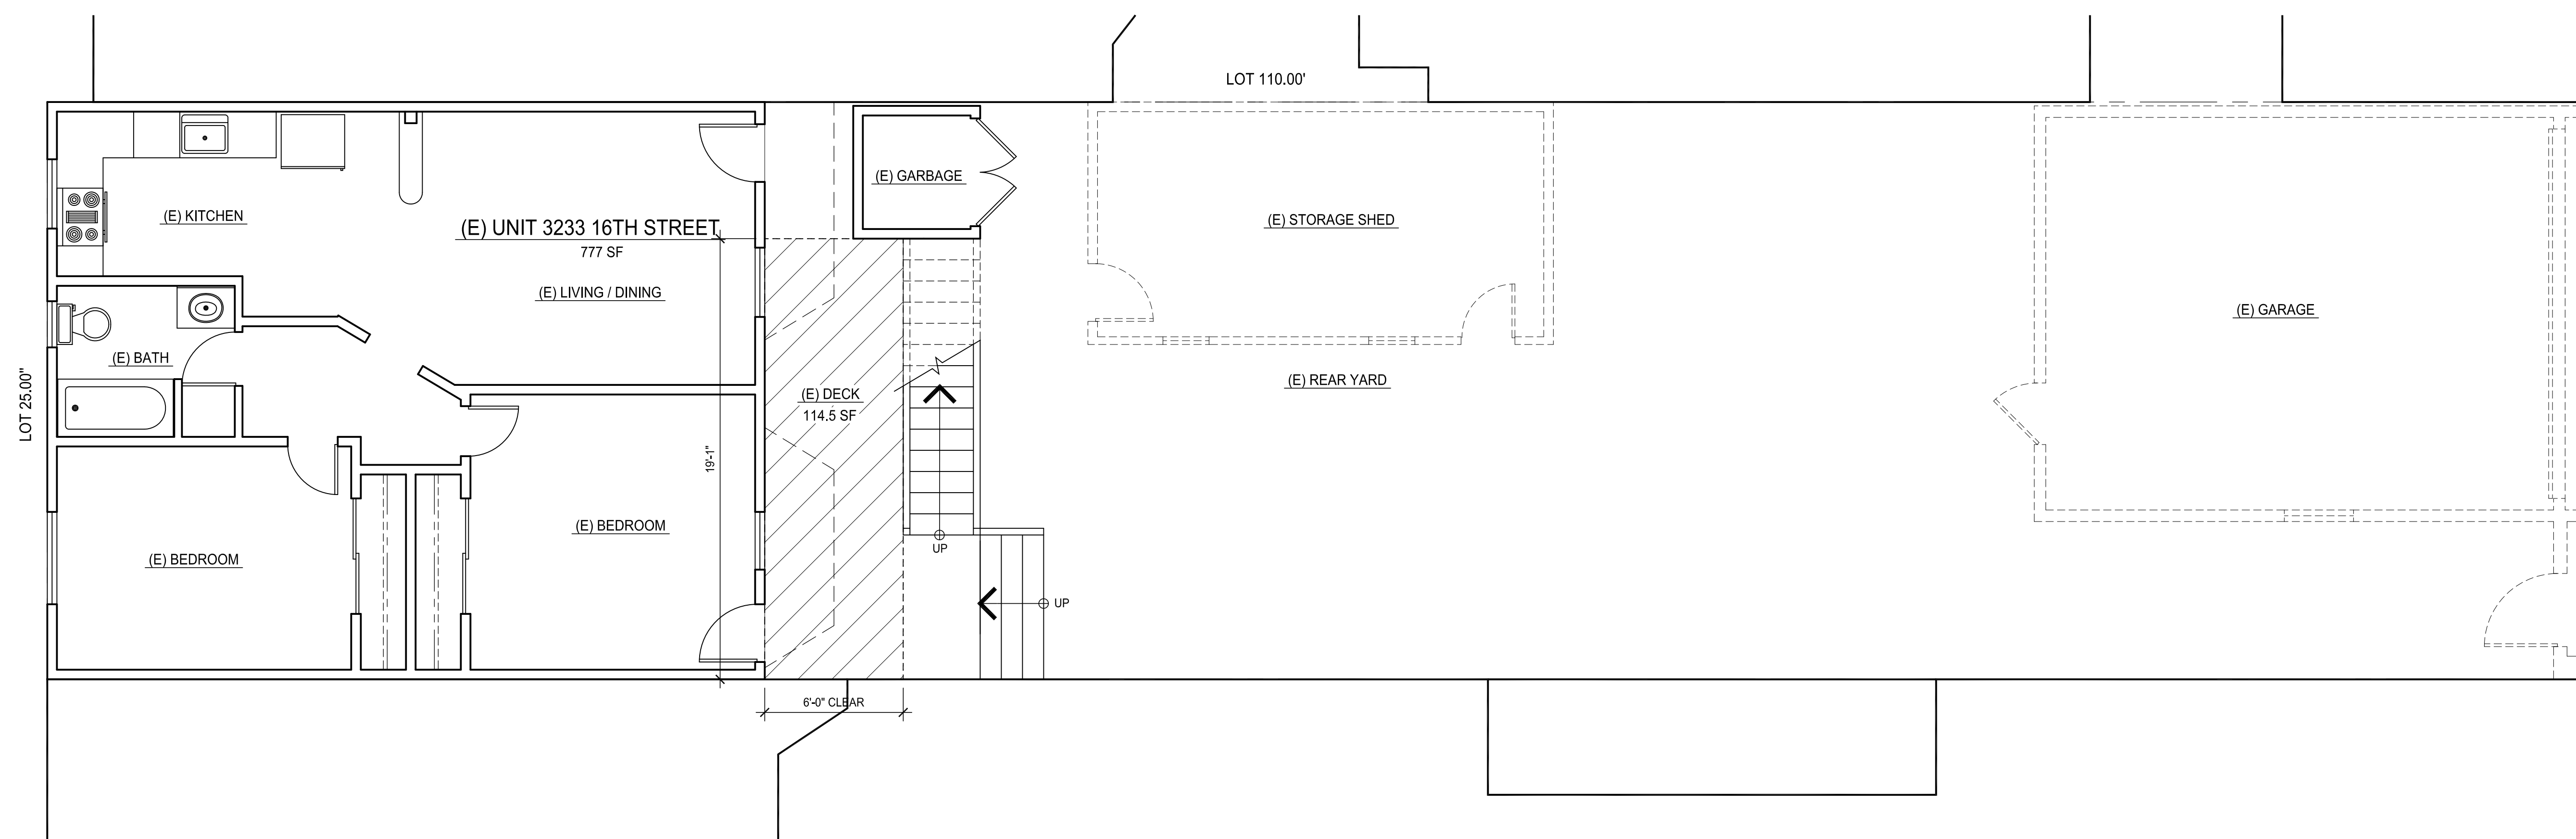 LOT 110.00'
(E) GARBAGE
(E) KITCHEN
(E) STORAGE SHED
(E) UNIT 3233 16TH STREET
777 SF
(E) LIVING / DINING
(E) GARAGE
(E) BATH
(E) REAR YARD
(E) DECK
114.5 SF
LOT 25.00"
19'-1"
(E) BEDROOM
UP
(E) BEDROOM
UP
6'-0" CLEAR